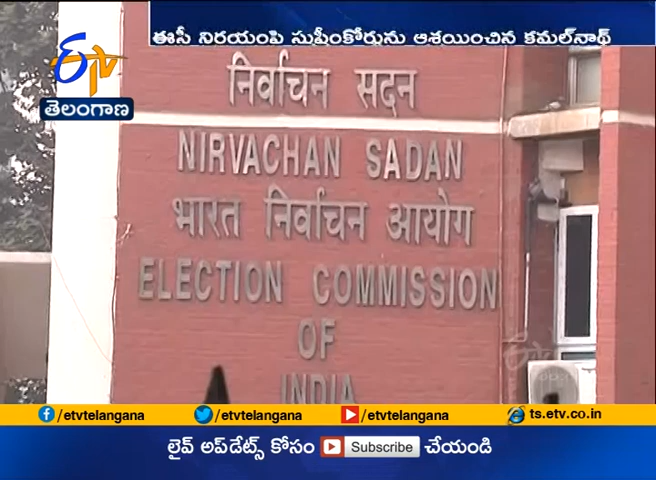 ఈసీ నిర్ణయంపై సుప్రీంకోర్టును ఆశ్రయించిన కమల్‌నాథ్
etv
తెలంగాణ
निर्वाचन सदन
NIRVACHAN SADAN
भारत निर्वाचन आयोग
ELECTION COMMISSION
OF
INDIA
/etvtelangana /etvtelangana /etvtelangana ts.etv.co.in
లైవ్ అప్‌డేట్స్ కోసం Subscribe చేయండి